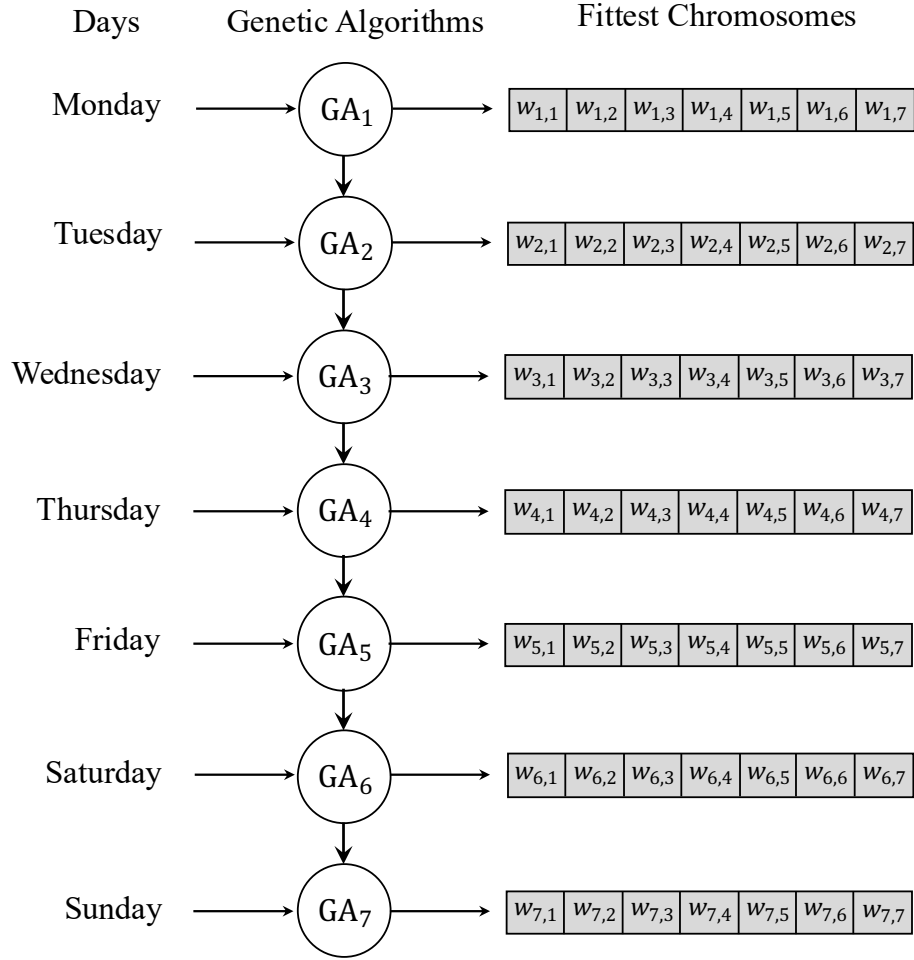 Days Genetic Algorithms Fittest Chromosomes
Monday GA₁ w₁,₁ w₁,₂ w₁,₃ w₁,₄ w₁,₅ w₁,₆ w₁,₇
Tuesday GA₂ w₂,₁ w₂,₂ w₂,₃ w₂,₄ w₂,₅ w₂,₆ w₂,₇
Wednesday GA₃ w₃,₁ w₃,₂ w₃,₃ w₃,₄ w₃,₅ w₃,₆ w₃,₇
Thursday GA₄ w₄,₁ w₄,₂ w₄,₃ w₄,₄ w₄,₅ w₄,₆ w₄,₇
Friday GA₅ w₅,₁ w₅,₂ w₅,₃ w₅,₄ w₅,₅ w₅,₆ w₅,₇
Saturday GA₆ w₆,₁ w₆,₂ w₆,₃ w₆,₄ w₆,₅ w₆,₆ w₆,₇
Sunday GA₇ w₇,₁ w₇,₂ w₇,₃ w₇,₄ w₇,₅ w₇,₆ w₇,₇